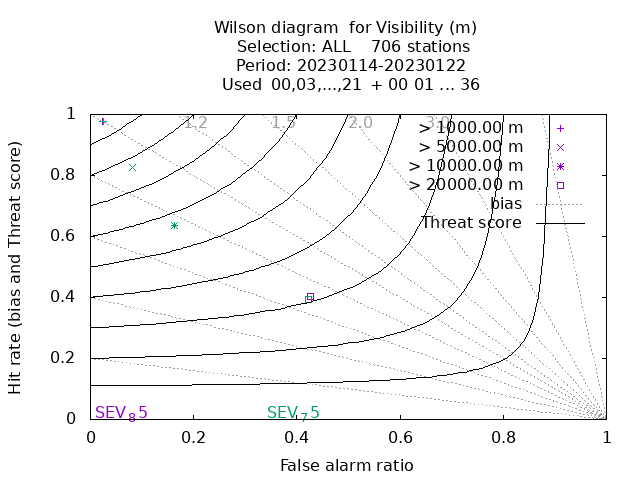 Wilson diagram  for Visibility (m)
Selection: ALL    706 stations
Period: 20230114-20230122
Used  00,03,...,21  + 00 01 ... 36
Hit rate (bias and Threat score)
1
0.8
0.6
0.4
0.2
0
1.2
1.5
2.0
3.0
> 1000.00 m
> 5000.00 m
> 10000.00 m
> 20000.00 m
bias
Threat score
SEV₈5
SEV₇5
0
0.2
0.4
0.6
0.8
1
False alarm ratio